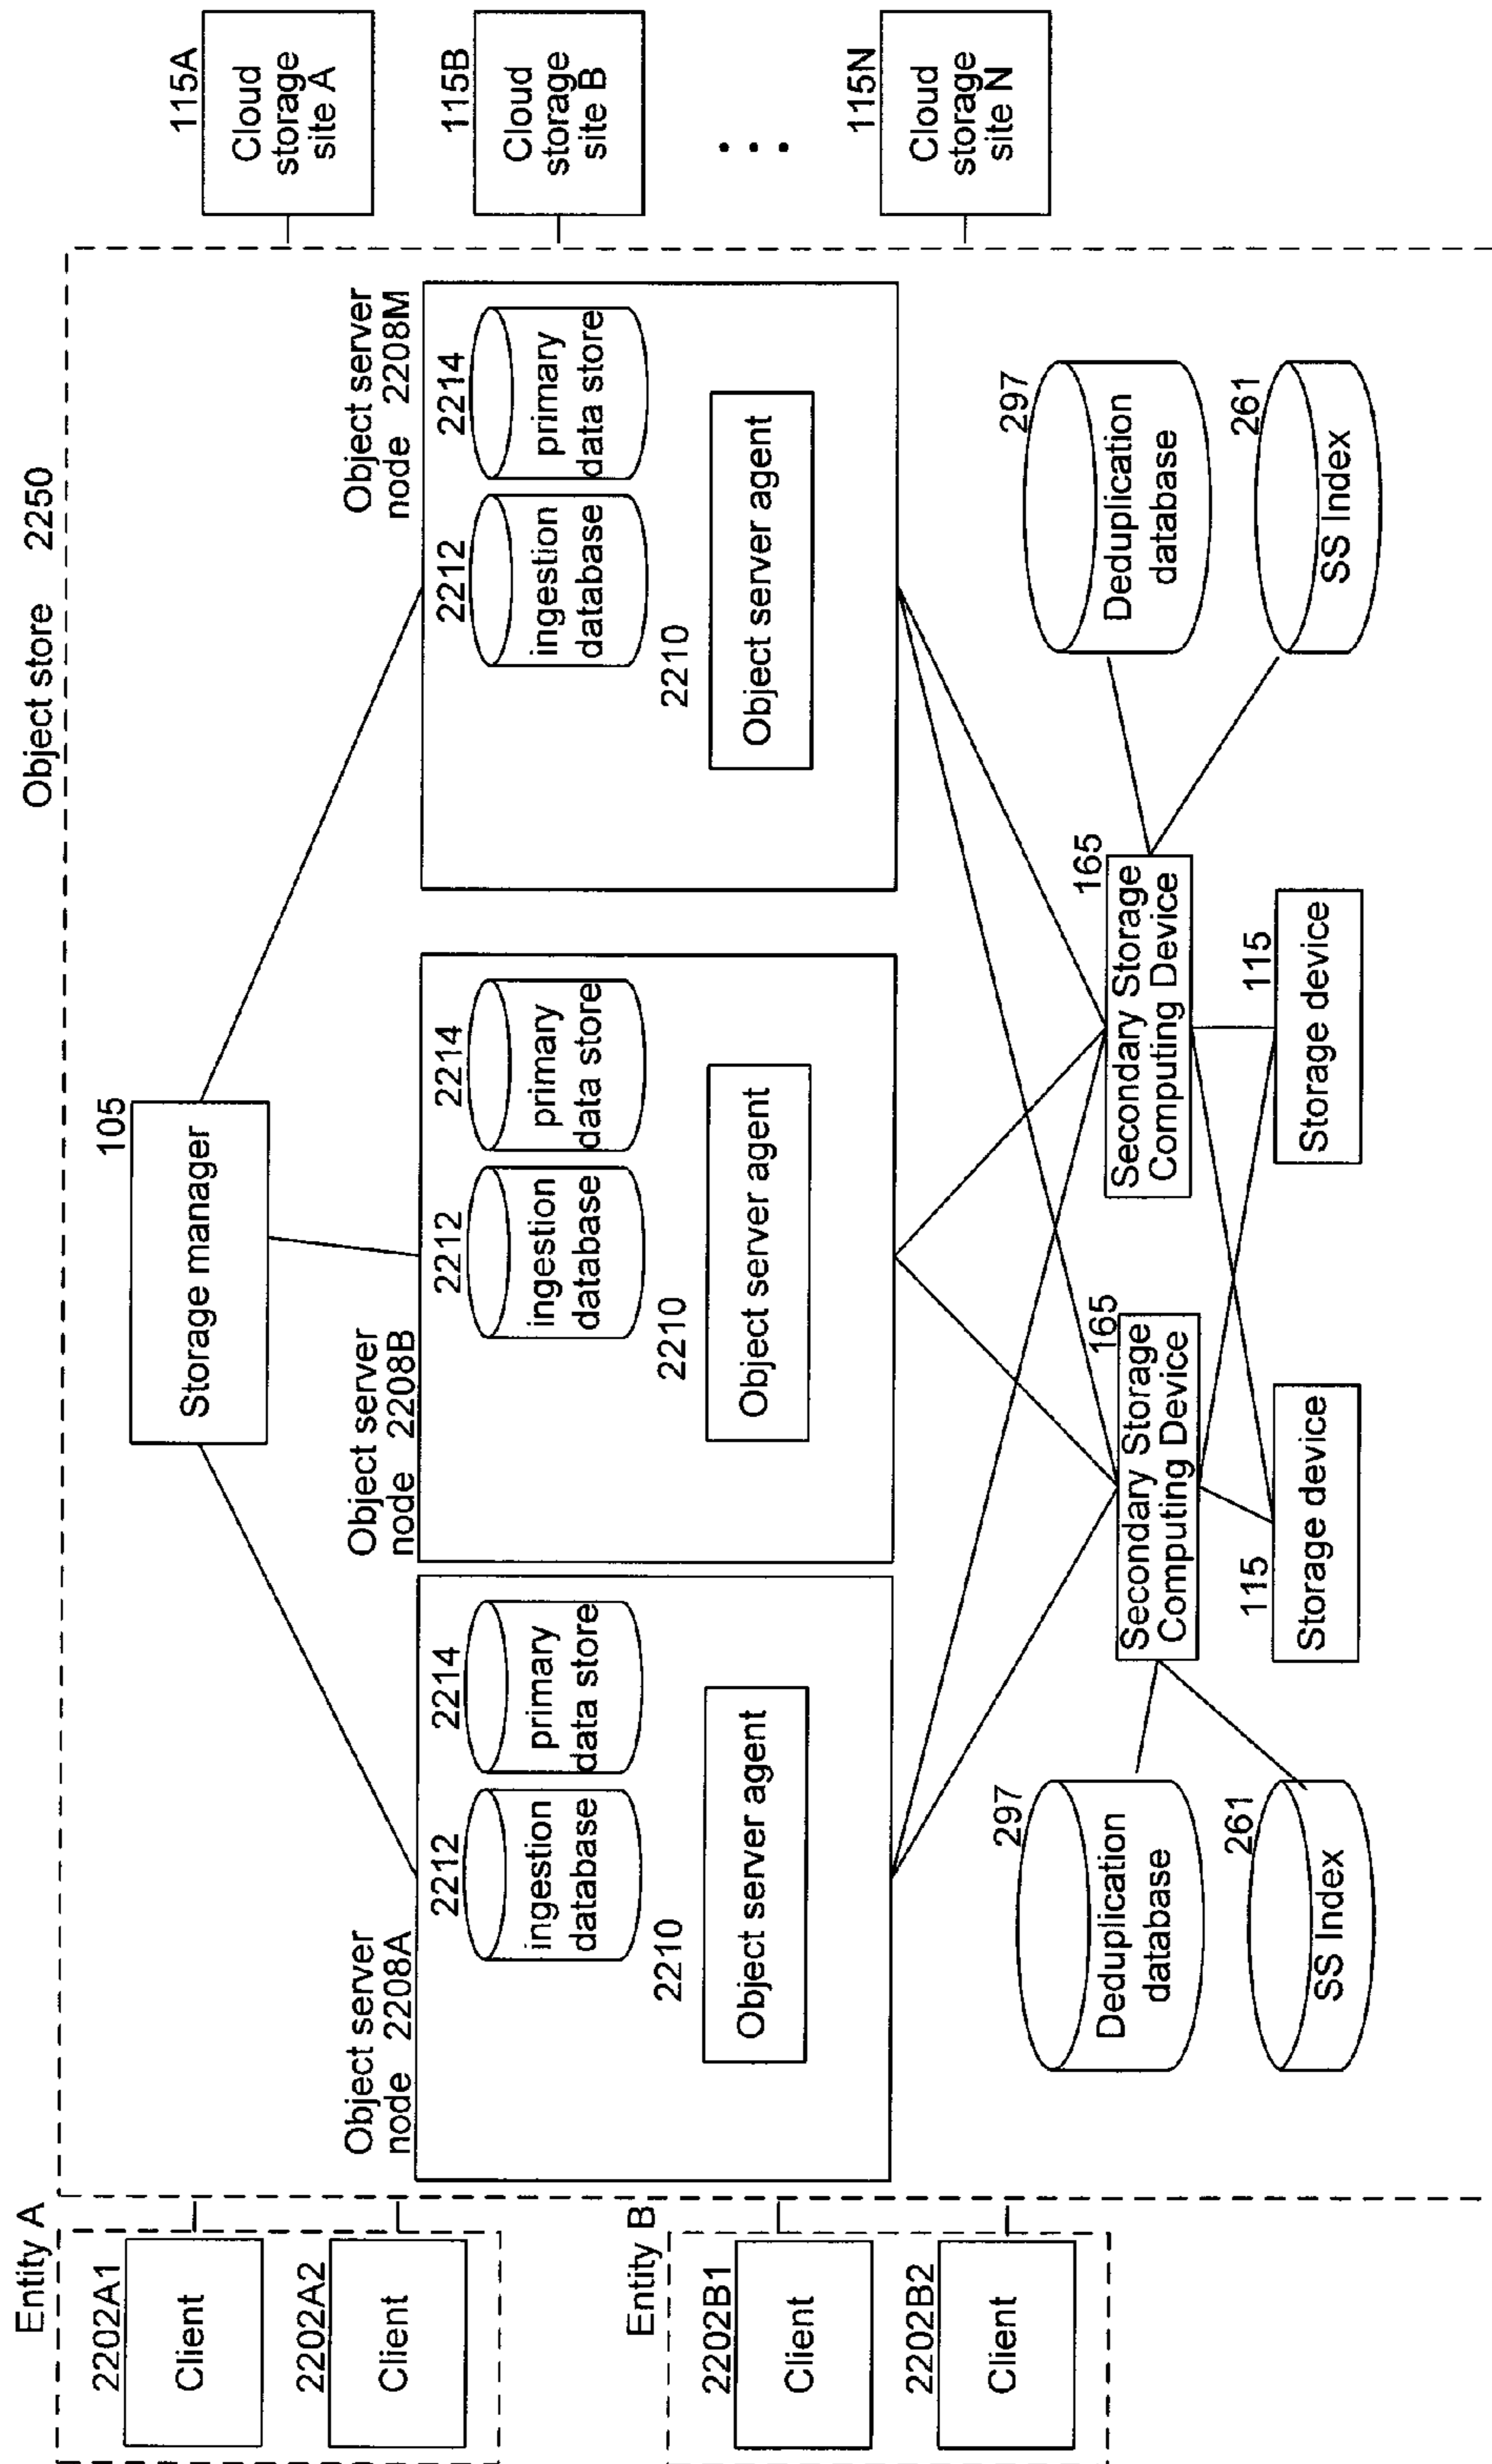 Object store 2250
Entity A
2202A1
Client
2202A2
Client
Entity B
2202B1
Client
2202B2
Client
105
Storage manager
Object server
node 2208A
2212
ingestion
database
2214
primary
data store
2210
Object server agent
Object server
node 2208B
2212
ingestion
database
2214
primary
data store
2210
Object server agent
Object server
node 2208M
2212
ingestion
database
2214
primary
data store
2210
Object server agent
297
Deduplication
database
261
SS Index
165
Secondary Storage
Computing Device
115
Storage device
165
Secondary Storage
Computing Device
115
Storage device
297
Deduplication
database
261
SS Index
115A
Cloud
storage
site A
115B
Cloud
storage
site B
...
115N
Cloud
storage
site N